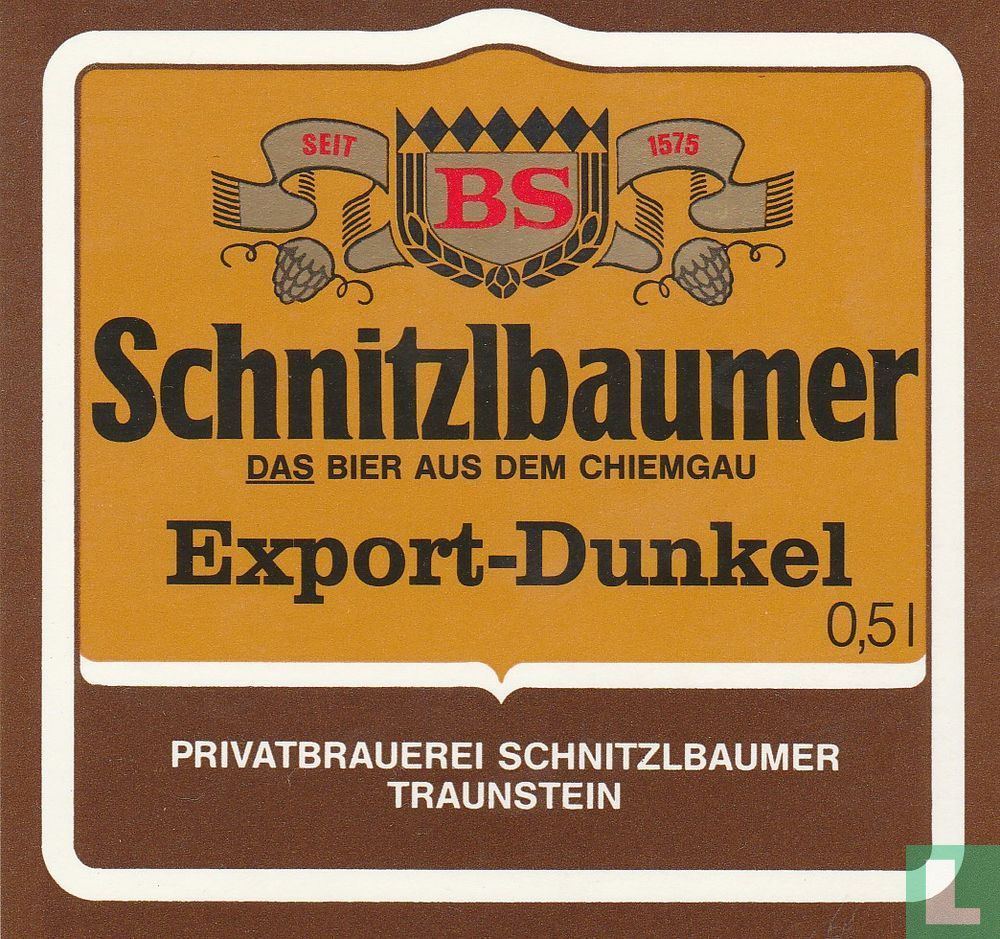 SEIT 1575
BS
Schnitzlbaumer
DAS BIER AUS DEM CHIEMGAU
Export-Dunkel
0,5 l
PRIVATBRAUEREI SCHNITZLBAUMER
TRAUNSTEIN
L